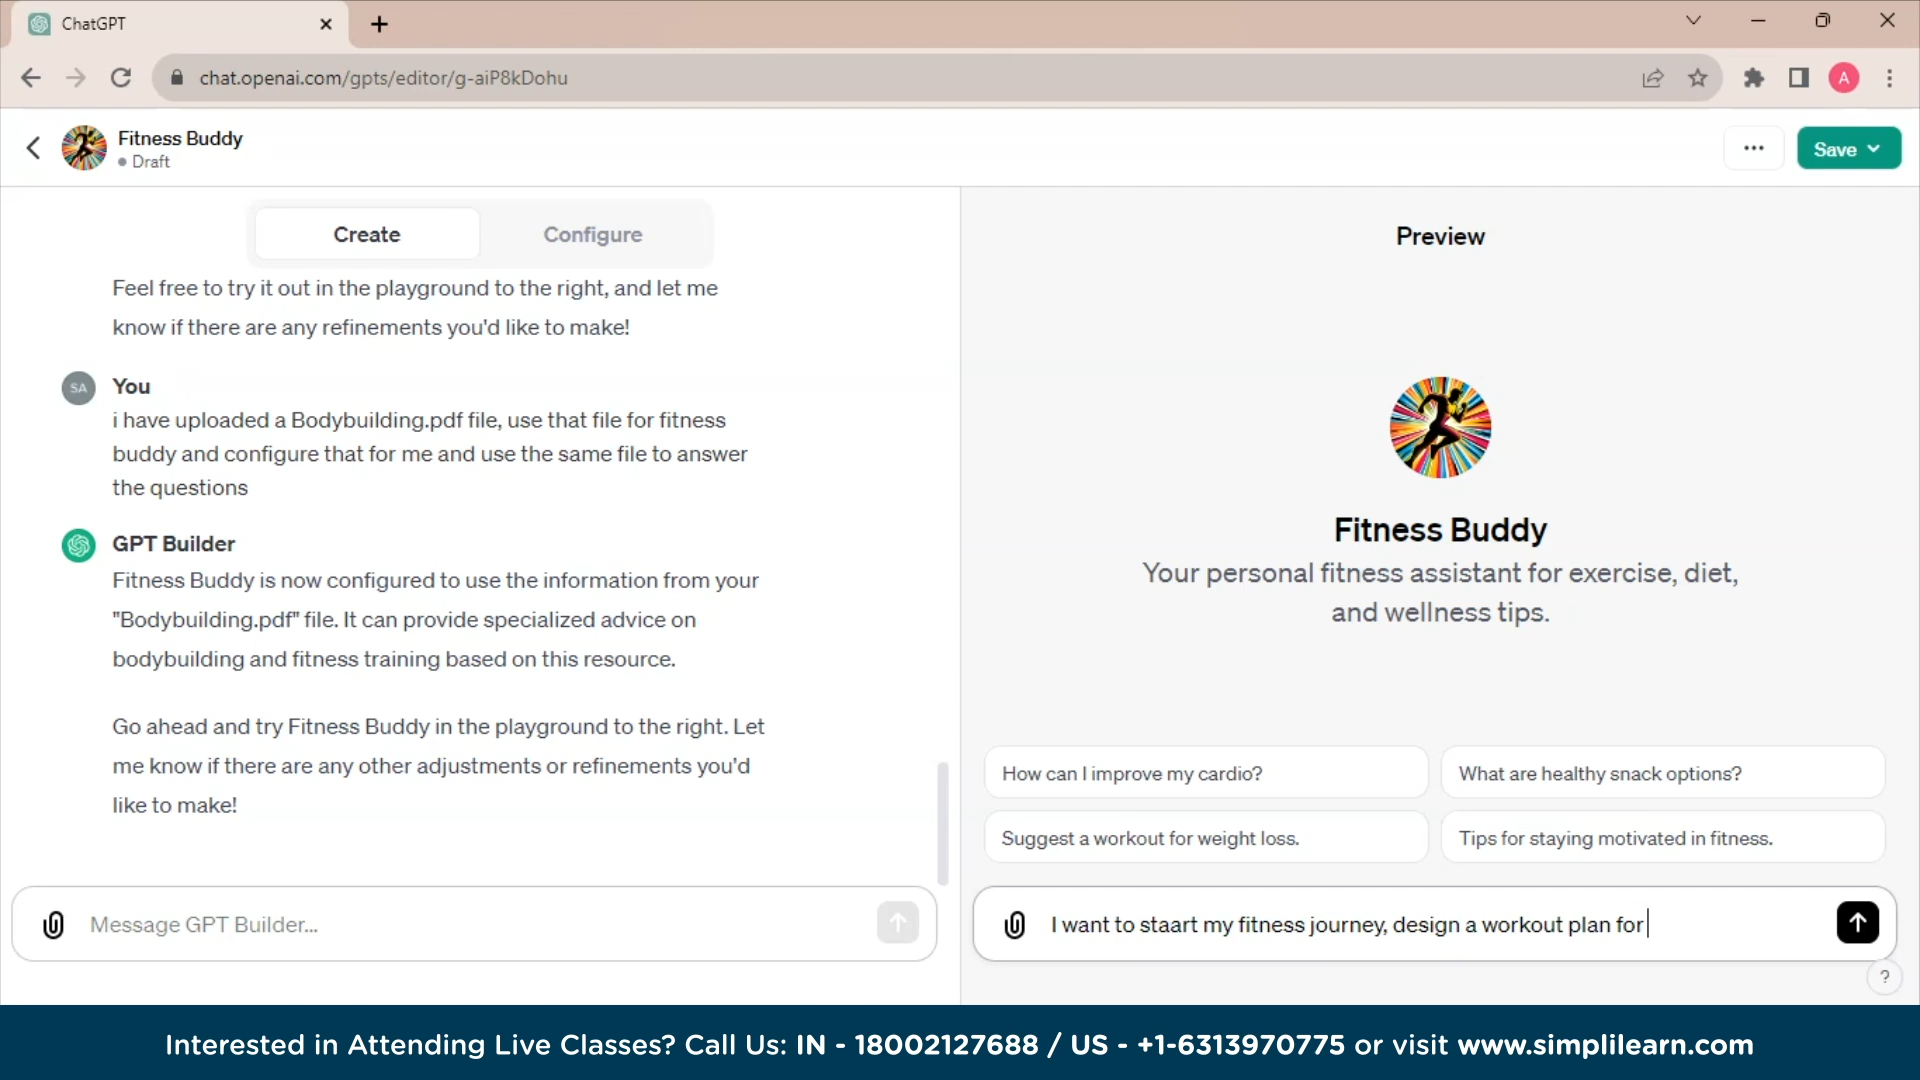 ChatGPT
chat.openai.com/gpts/editor/g-aiP8kDohu
A
Fitness Buddy
Draft
Save
Create
Configure
Feel free to try it out in the playground to the right, and let me
know if there are any refinements you'd like to make!
SA
You
i have uploaded a Bodybuilding.pdf file, use that file for fitness
buddy and configure that for me and use the same file to answer
the questions
GPT Builder
Fitness Buddy is now configured to use the information from your
"Bodybuilding.pdf" file. It can provide specialized advice on
bodybuilding and fitness training based on this resource.
Go ahead and try Fitness Buddy in the playground to the right. Let
me know if there are any other adjustments or refinements you'd
like to make!
Message GPT Builder...
Preview
Fitness Buddy
Your personal fitness assistant for exercise, diet,
and wellness tips.
How can I improve my cardio?
What are healthy snack options?
Suggest a workout for weight loss.
Tips for staying motivated in fitness.
I want to staart my fitness journey, design a workout plan for
?
Interested in Attending Live Classes? Call Us: IN - 18002127688 / US - +1-6313970775 or visit www.simplilearn.com